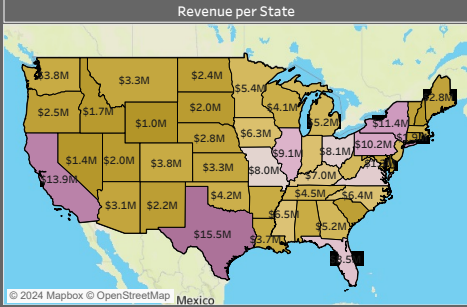 Revenue per State
$3.8M
$3.3M
$2.4M
$5.4M
$2.8M
$2.5M
$1.7M
$2.0M
$4.1M
$5.2M
$11.4M
$1.0M
$2.8M
$6.3M
$9.1M
$8.1M
$10.2M
$1.4M
$2.0M
$3.8M
$3.3M
$8.0M
$7.0M
$13.9M
$3.1M
$2.2M
$4.2M
$4.5M
$6.4M
$15.5M
$3.7M
$6.5M
$5.2M
© 2024 Mapbox © OpenStreetMap
Mexico